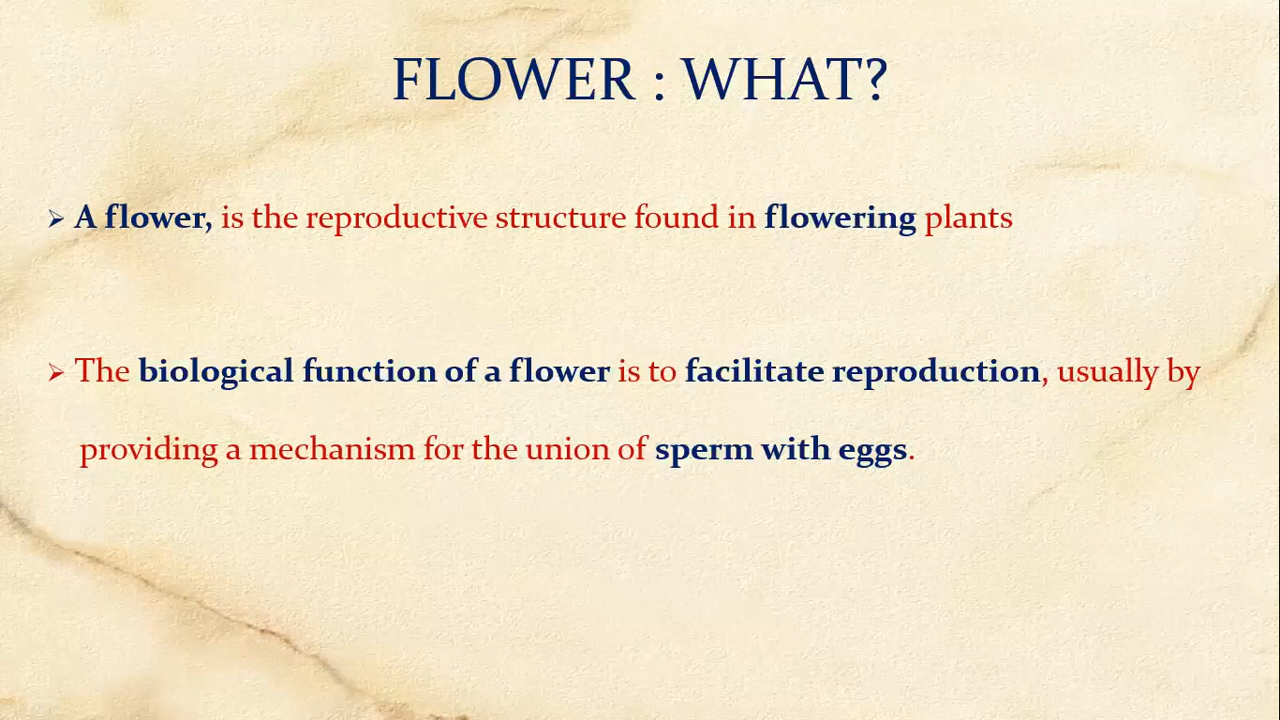 FLOWER : WHAT?
➢ A flower, is the reproductive structure found in flowering plants
➢ The biological function of a flower is to facilitate reproduction, usually by
providing a mechanism for the union of sperm with eggs.